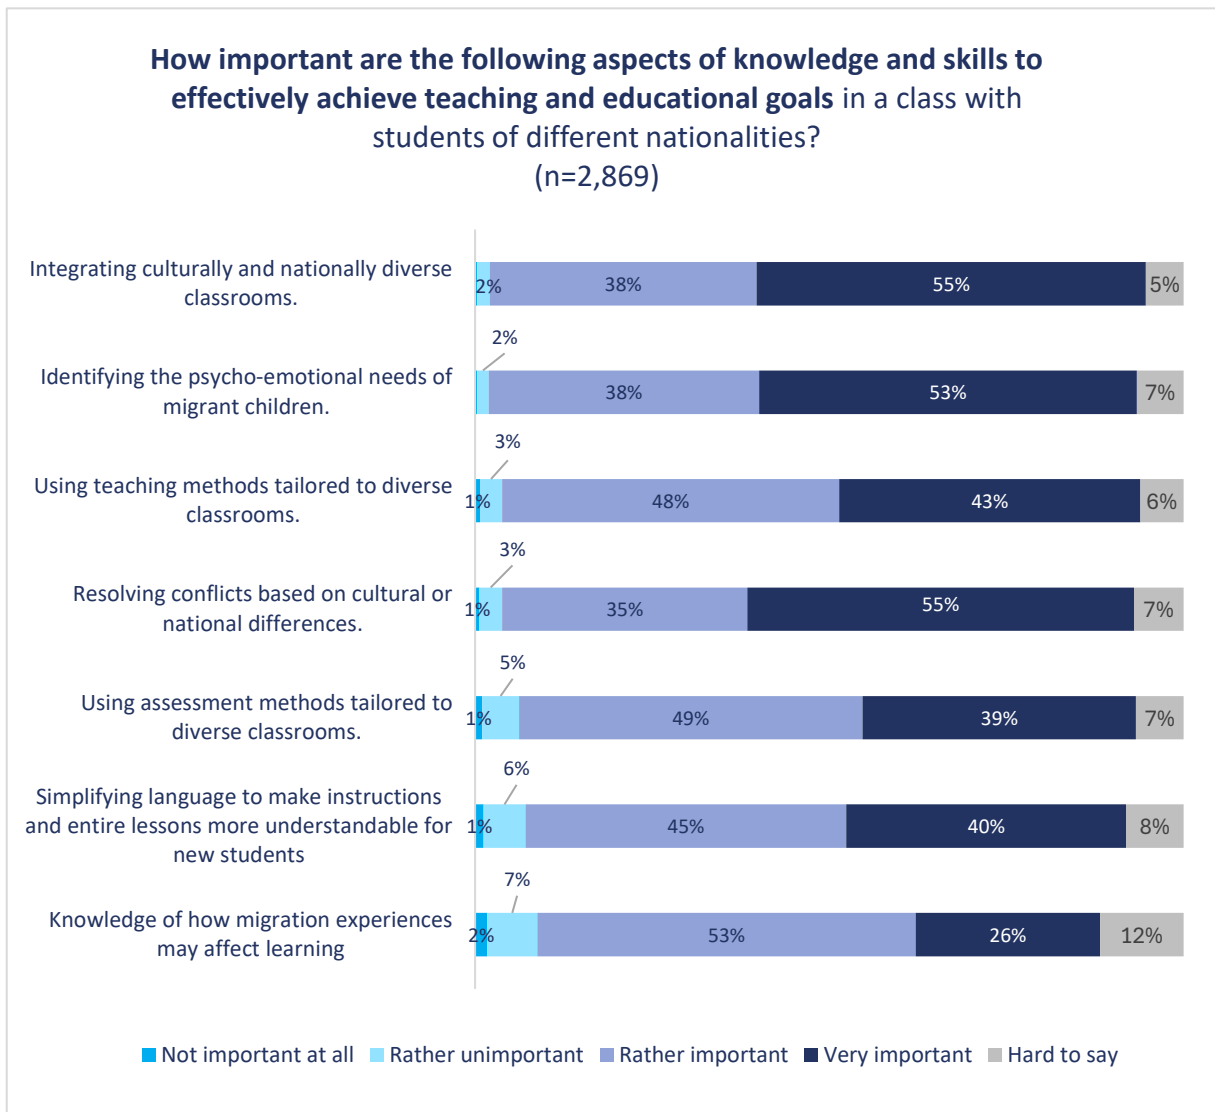 How important are the following aspects of knowledge and skills to
effectively achieve teaching and educational goals in a class with
students of different nationalities?
(n=2,869)
Integrating culturally and nationally diverse
classrooms.
2%
38%
55%
5%
2%
Identifying the psycho-emotional needs of
migrant children.
38%
53%
7%
3%
Using teaching methods tailored to diverse
classrooms.
1%
48%
43%
6%
3%
Resolving conflicts based on cultural or
national differences.
1%
35%
55%
7%
5%
Using assessment methods tailored to
diverse classrooms.
1%
49%
39%
7%
6%
Simplifying language to make instructions
and entire lessons more understandable for
new students
1%
45%
40%
8%
7%
Knowledge of how migration experiences
may affect learning
2%
53%
26%
12%
Not important at all
Rather unimportant
Rather important
Very important
Hard to say